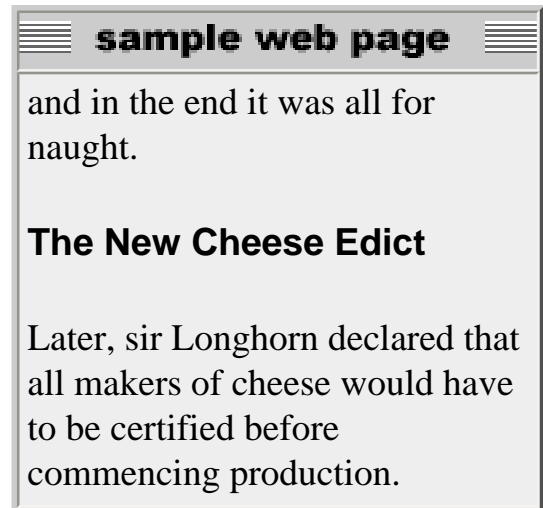 sample web page
and in the end it was all for
naught.
The New Cheese Edict
Later, sir Longhorn declared that
all makers of cheese would have
to be certified before
commencing production.